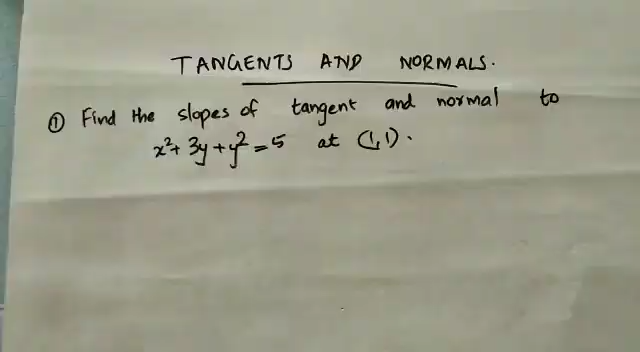 TANGENTS AND NORMALS.
① Find the slopes of tangent and normal to
x²+ 3y + y² = 5 at (1,1).